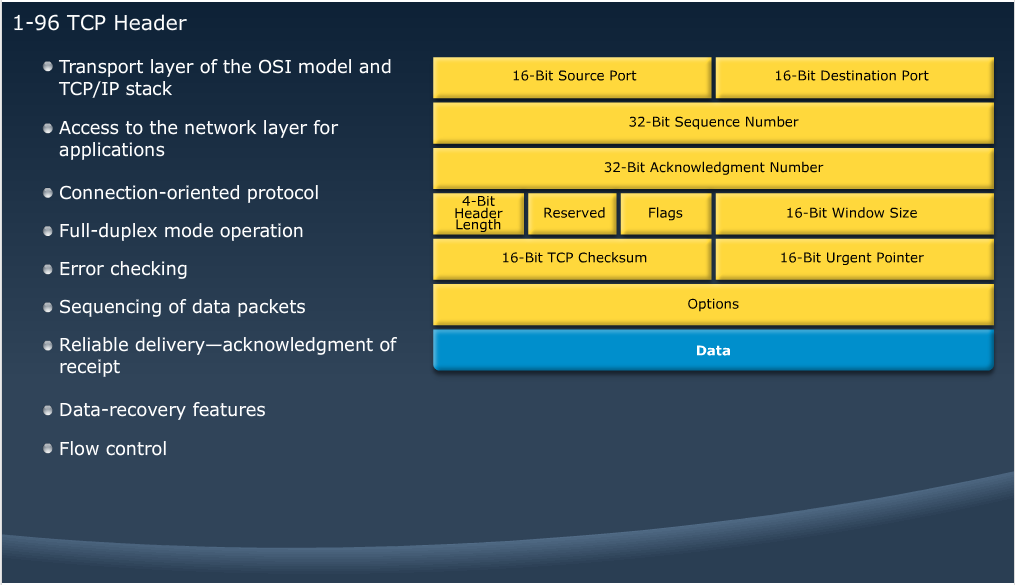 1-96 TCP Header
Transport layer of the OSI model and
TCP/IP stack
Access to the network layer for
applications
Connection-oriented protocol
Full-duplex mode operation
Error checking
Sequencing of data packets
Reliable delivery—acknowledgment of
receipt
Data-recovery features
Flow control
16-Bit Source Port
16-Bit Destination Port
32-Bit Sequence Number
32-Bit Acknowledgment Number
4-Bit
Header
Length
Reserved
Flags
16-Bit Window Size
16-Bit TCP Checksum
16-Bit Urgent Pointer
Options
Data